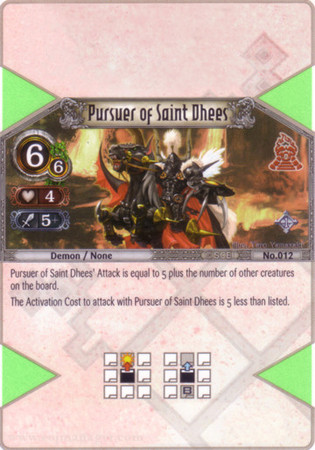 Pursuer of Saint Dhees
6
6
4
5
Demon / None
No.012
Pursuer of Saint Dhees' Attack is equal to 5 plus the number of other creatures
on the board.
The Activation Cost to attack with Pursuer of Saint Dhees is 5 less than listed.